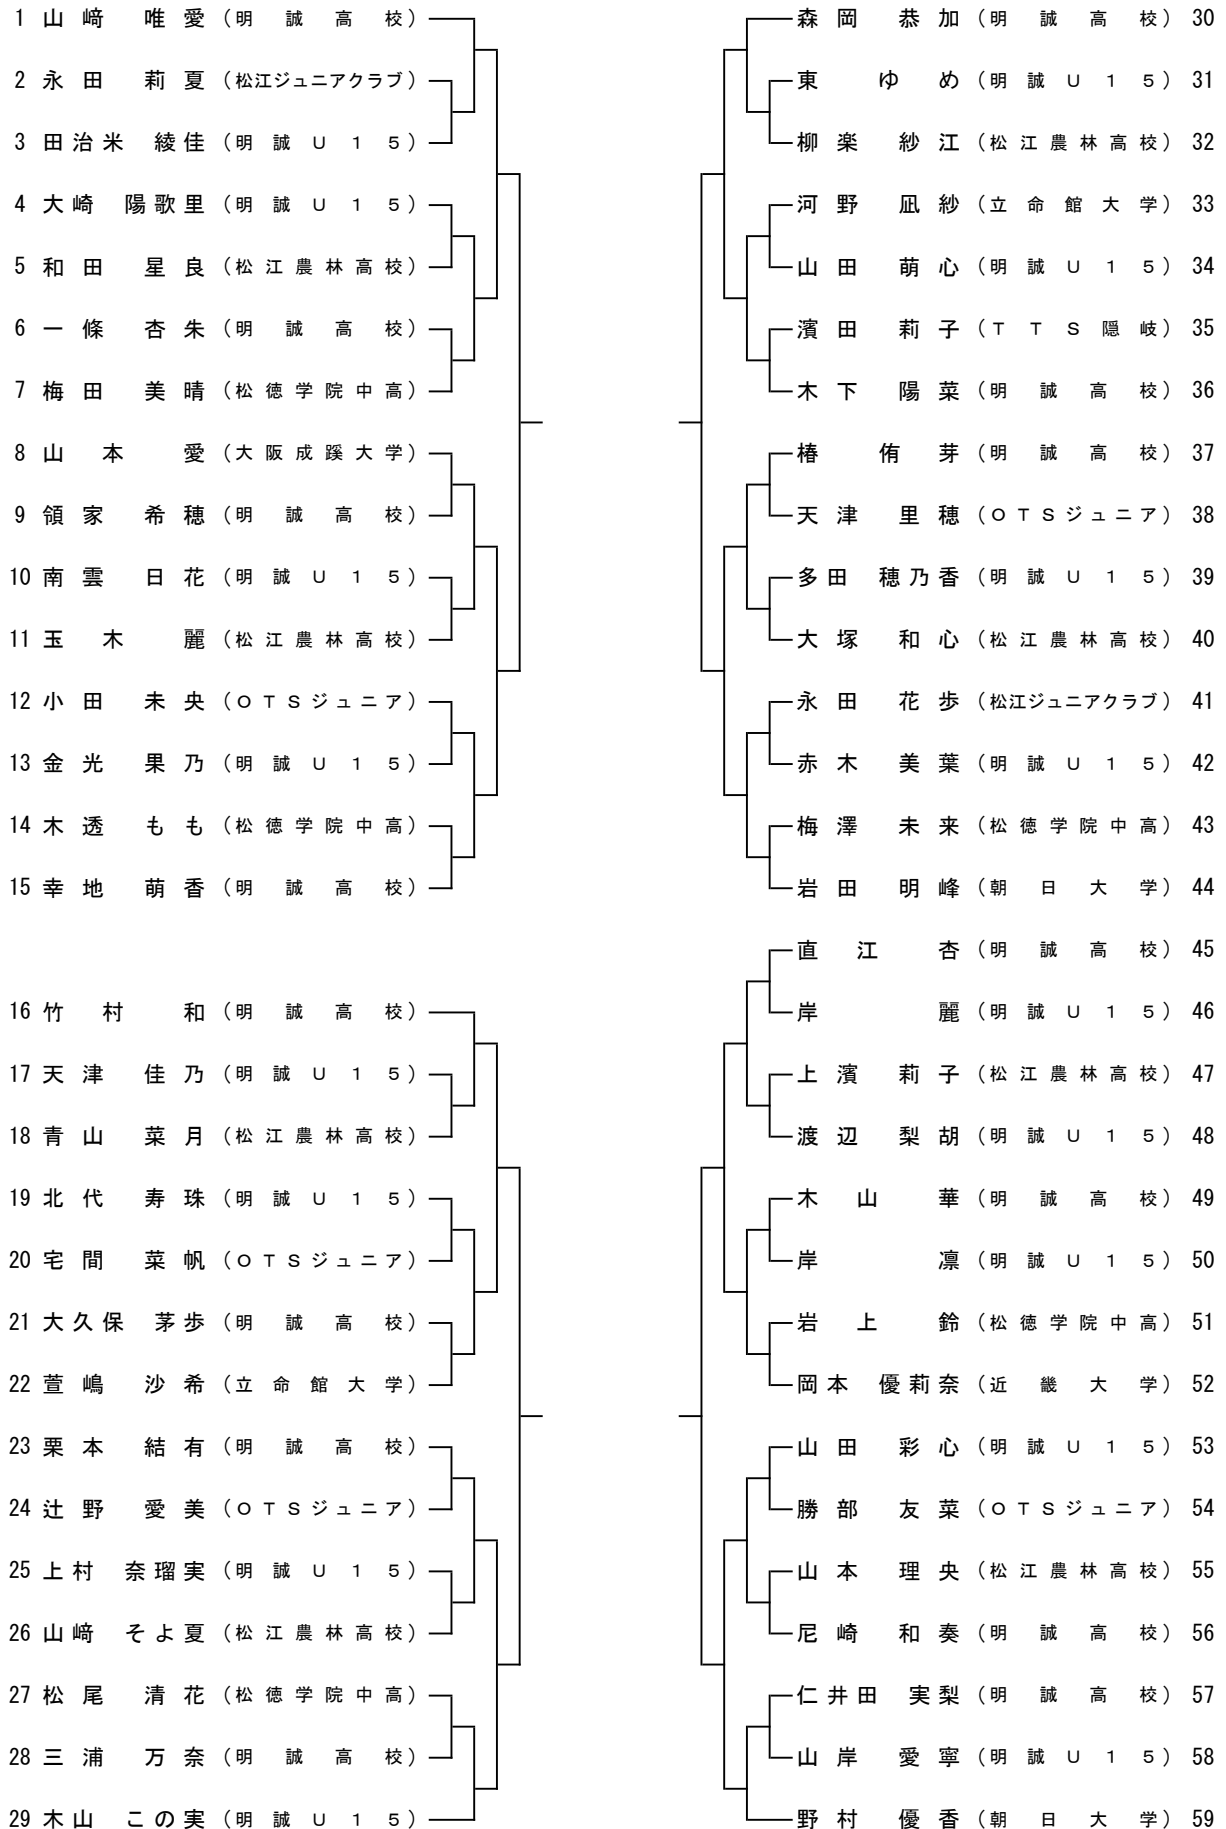 1 山﨑 唯愛 (明誠高校)
2 永田 莉夏 (松江ジュニアクラブ)
3 田治米 綾佳 (明誠U15)
4 大崎 陽歌里 (明誠U15)
5 和田 星良 (松江農林高校)
6 一條 杏朱 (明誠高校)
7 梅田 美晴 (松徳学院中高)
8 山本 愛 (大阪成蹊大学)
9 領家 希穂 (明誠高校)
10 南雲 日花 (明誠U15)
11 玉木 麗 (松江農林高校)
12 小田 未央 (OTSジュニア)
13 金光 果乃 (明誠U15)
14 木透 もも (松徳学院中高)
15 幸地 萌香 (明誠高校)
16 竹村 和 (明誠高校)
17 天津 佳乃 (明誠U15)
18 青山 菜月 (松江農林高校)
19 北代 寿珠 (明誠U15)
20 宅間 菜帆 (OTSジュニア)
21 大久保 茅歩 (明誠高校)
22 萱嶋 沙希 (立命館大学)
23 栗本 結有 (明誠高校)
24 辻野 愛美 (OTSジュニア)
25 上村 奈瑠実 (明誠U15)
26 山﨑 そよ夏 (松江農林高校)
27 松尾 清花 (松徳学院中高)
28 三浦 万奈 (明誠高校)
29 木山 この実 (明誠U15)
森岡 恭加 (明誠高校) 30
東 ゆめ (明誠U15) 31
柳楽 紗江 (松江農林高校) 32
河野 凪紗 (立命館大学) 33
山田 萌心 (明誠U15) 34
濱田 莉子 (TTS隠岐) 35
木下 陽菜 (明誠高校) 36
椿 侑芽 (明誠高校) 37
天津 里穂 (OTSジュニア) 38
多田 穂乃香 (明誠U15) 39
大塚 和心 (松江農林高校) 40
永田 花歩 (松江ジュニアクラブ) 41
赤木 美葉 (明誠U15) 42
梅澤 未来 (松徳学院中高) 43
岩田 明峰 (朝日大学) 44
直江 杏 (明誠高校) 45
岸 麗 (明誠U15) 46
上濱 莉子 (松江農林高校) 47
渡辺 梨胡 (明誠U15) 48
木山 華 (明誠高校) 49
岸 凛 (明誠U15) 50
岩上 鈴 (松徳学院中高) 51
岡本 優莉奈 (近畿大学) 52
山田 彩心 (明誠U15) 53
勝部 友菜 (OTSジュニア) 54
山本 理央 (松江農林高校) 55
尼崎 和奏 (明誠高校) 56
仁井田 実梨 (明誠高校) 57
山岸 愛寧 (明誠U15) 58
野村 優香 (朝日大学) 59